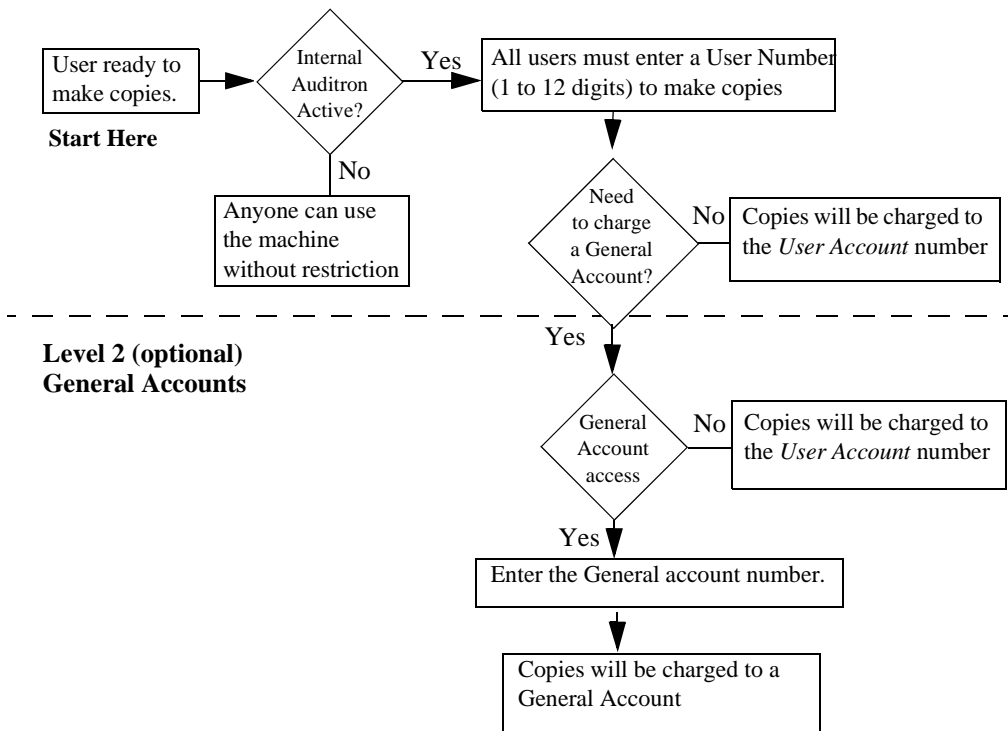 User ready to
make copies.
Start Here
Internal
Auditron
Active?
Yes
All users must enter a User Number
(1 to 12 digits) to make copies
No
Anyone can use
the machine
without restriction
Need
to charge
a General
Account?
No
Copies will be charged to
the User Account number
Yes
Level 2 (optional)
General Accounts
General
Account
access
No
Copies will be charged to
the User Account number
Yes
Enter the General account number.
Copies will be charged to a
General Account